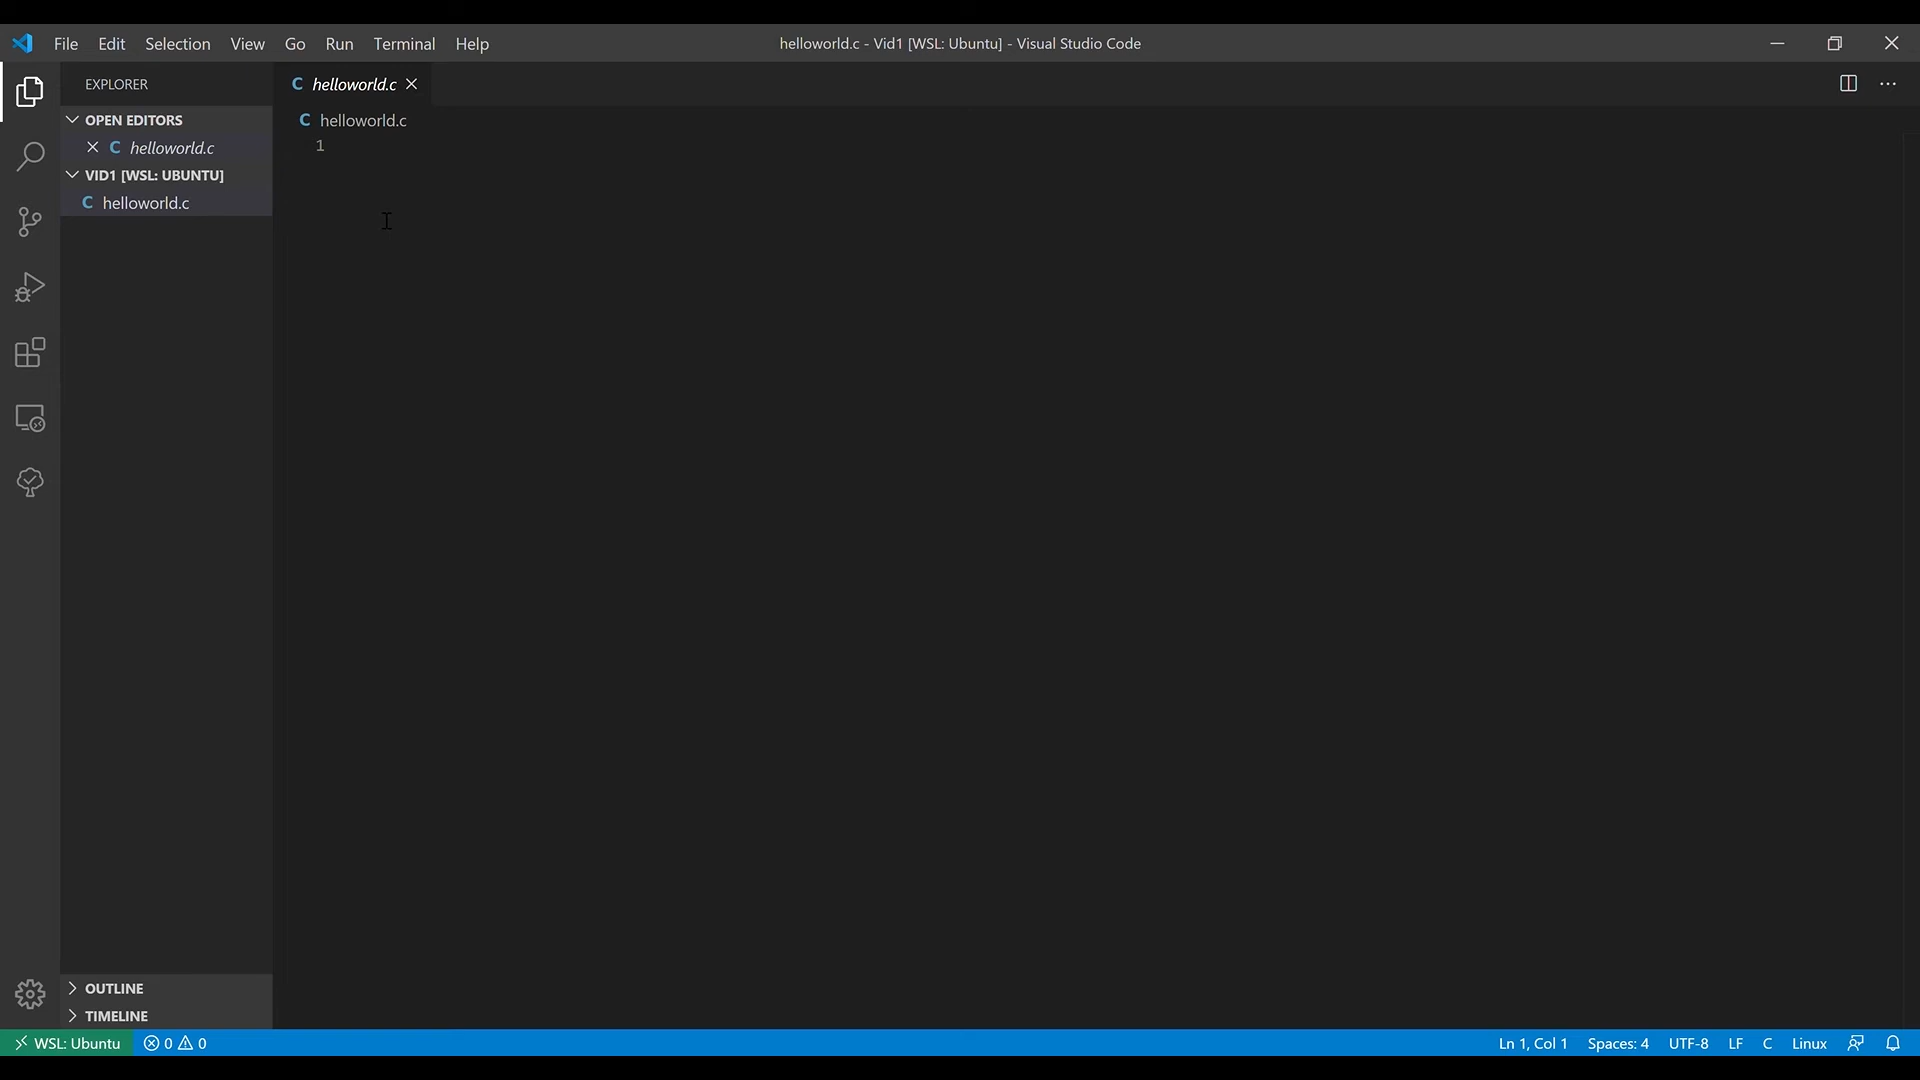 File Edit Selection View Go Run Terminal Help helloworld.c - Vid1 [WSL: Ubuntu] - Visual Studio Code
EXPLORER
OPEN EDITORS
C helloworld.c
VID1 [WSL: UBUNTU]
C helloworld.c
OUTLINE
TIMELINE
C helloworld.c
C helloworld.c
1
WSL: Ubuntu 0 0 Ln 1, Col 1 Spaces: 4 UTF-8 LF C Linux